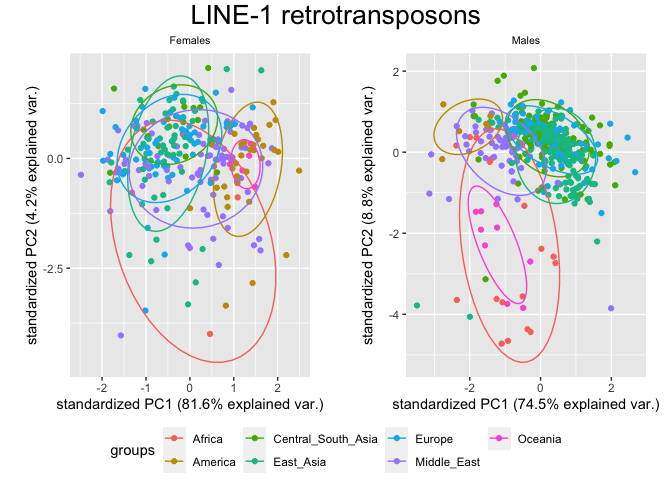 LINE-1 retrotransposons
Females
Males
standardized PC2 (4.2% explained var.)
0.0
-2.5
-2
-1
0
1
2
standardized PC1 (81.6% explained var.)
standardized PC2 (8.8% explained var.)
2
0
-2
-4
-2
0
2
standardized PC1 (74.5% explained var.)
groups
Africa
Central_South_Asia
Europe
Oceania
America
East_Asia
Middle_East